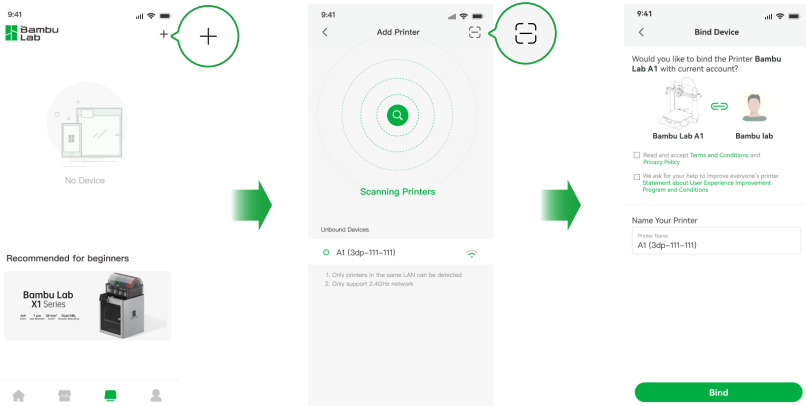 9:41
Bambu
Lab
No Device
Recommended for beginners
Bambu Lab
X1 Series
9:41
Add Printer
Scanning Printers
Unbound Devices
A1 (3dp-111-111)
1. Only printers in the same LAN can be detected
2. Only support 2.4GHz network
9:41
Bind Device
Would you like to bind the Printer Bambu
Lab A1 with current account?
Bambu Lab A1
Bambu lab
Read and accept Terms and Conditions and
Privacy Policy
We ask for your help to improve everyone's printer
Statement about User Experience Improvement
Program and Conditions
Name Your Printer
Printer Name
A1 (3dp-111-111)
Bind